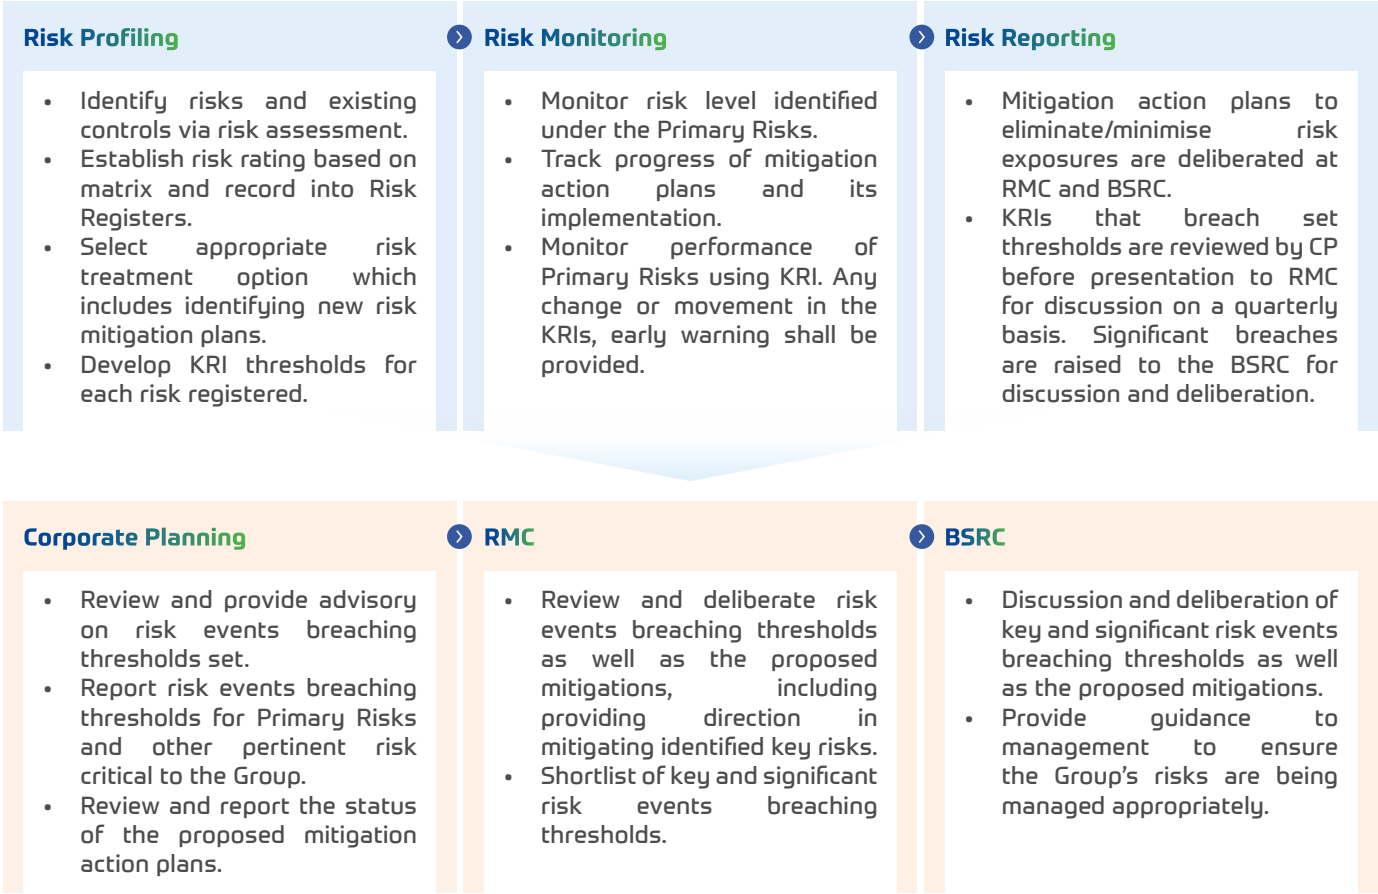 Risk Profiling
• Identify risks and existing
controls via risk assessment.
• Establish risk rating based on
matrix and record into Risk
Registers.
• Select appropriate risk
treatment option which
includes identifying new risk
mitigation plans.
• Develop KRI thresholds for
each risk registered.
Risk Monitoring
• Monitor risk level identified
under the Primary Risks.
• Track progress of mitigation
action plans and its
implementation.
• Monitor performance of
Primary Risks using KRI. Any
change or movement in the
KRIs, early warning shall be
provided.
Risk Reporting
• Mitigation action plans to
eliminate/minimise risk
exposures are deliberated at
RMC and BSRC.
• KRIs that breach set
thresholds are reviewed by CP
before presentation to RMC
for discussion on a quarterly
basis. Significant breaches
are raised to the BSRC for
discussion and deliberation.
Corporate Planning
• Review and provide advisory
on risk events breaching
thresholds set.
• Report risk events breaching
thresholds for Primary Risks
and other pertinent risk
critical to the Group.
• Review and report the status
of the proposed mitigation
action plans.
RMC
• Review and deliberate risk
events breaching thresholds
as well as the proposed
mitigations, including
providing direction in
mitigating identified key risks.
• Shortlist of key and significant
risk events breaching
thresholds.
BSRC
• Discussion and deliberation of
key and significant risk events
breaching thresholds as well
as the proposed mitigations.
• Provide guidance to
management to ensure
the Group’s risks are being
managed appropriately.